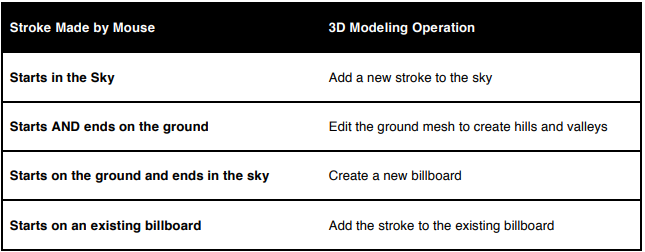 Stroke Made by Mouse 3D Modeling Operation
Starts in the Sky Add a new stroke to the sky
Starts AND ends on the ground Edit the ground mesh to create hills and valleys
Starts on the ground and ends in the sky Create a new billboard
Starts on an existing billboard Add the stroke to the existing billboard